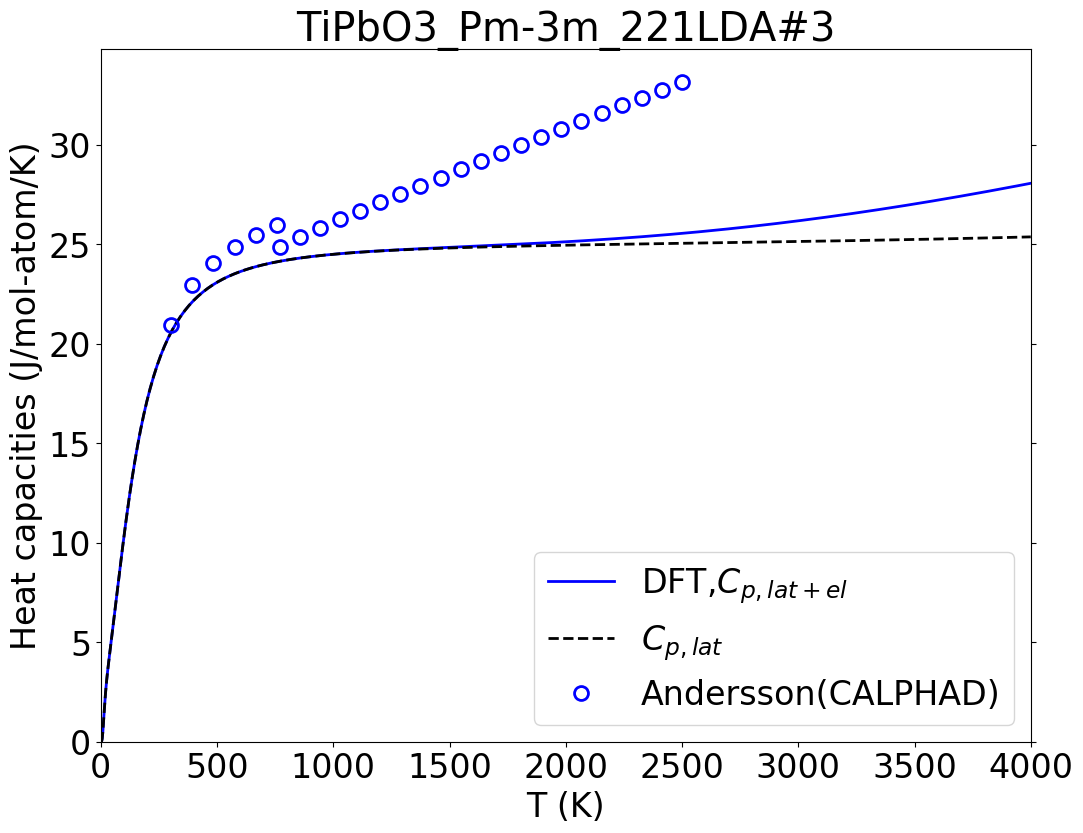 TiPbO3_Pm-3m_221LDA#3
Heat capacities (J/mol-atom/K)
30
25
20
15
10
5
0
DFT,C_{p,lat+el}
C_{p,lat}
Andersson(CALPHAD)
0 500 1000 1500 2000 2500 3000 3500 4000
T (K)